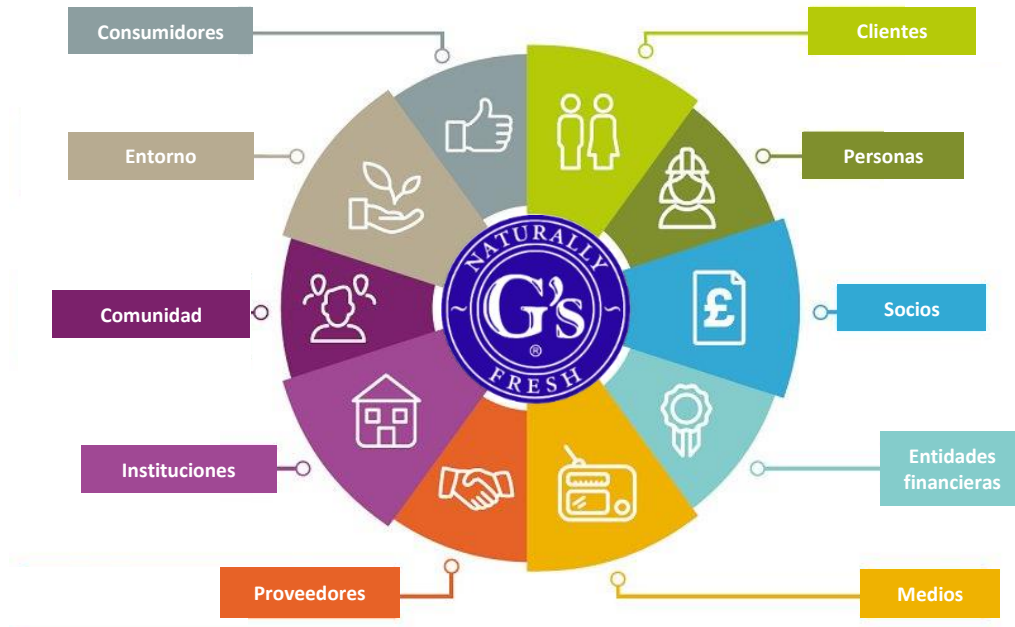 Consumidores
Clientes
Entorno
Personas
Comunidad
Socios
Instituciones
Entidades
financieras
Proveedores
Medios
NATURALLY
G's
®
FRESH
£